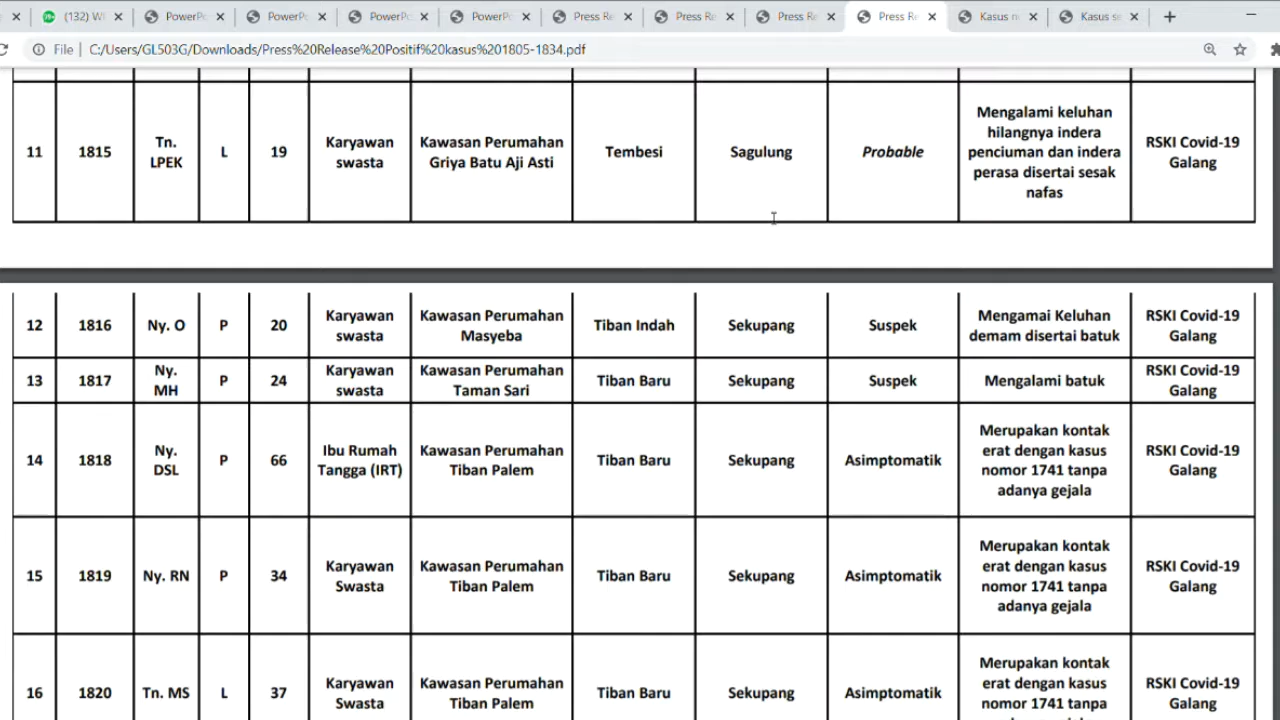 (132) W
PowerP
PowerP
PowerPo
PowerP
Press Re
Press Re
Press Re
Press Re
Kasus n
Kasus s
File | C:/Users/GL503G/Downloads/Press%20Release%20Positif%20kasus%201805-1834.pdf
11 1815 Tn. LPEK L 19 Karyawan swasta Kawasan Perumahan Griya Batu Aji Asti Tembesi Sagulung Probable Mengalami keluhan hilangnya indera penciuman dan indera perasa disertai sesak nafas RSKI Covid-19 Galang
12 1816 Ny. O P 20 Karyawan swasta Kawasan Perumahan Masyeba Tiban Indah Sekupang Suspek Mengamai Keluhan demam disertai batuk RSKI Covid-19 Galang
13 1817 Ny. MH P 24 Karyawan swasta Kawasan Perumahan Taman Sari Tiban Baru Sekupang Suspek Mengalami batuk RSKI Covid-19 Galang
14 1818 Ny. DSL P 66 Ibu Rumah Tangga (IRT) Kawasan Perumahan Tiban Palem Tiban Baru Sekupang Asimptomatik Merupakan kontak erat dengan kasus nomor 1741 tanpa adanya gejala RSKI Covid-19 Galang
15 1819 Ny. RN P 34 Karyawan Swasta Kawasan Perumahan Tiban Palem Tiban Baru Sekupang Asimptomatik Merupakan kontak erat dengan kasus nomor 1741 tanpa adanya gejala RSKI Covid-19 Galang
16 1820 Tn. MS L 37 Karyawan Swasta Kawasan Perumahan Tiban Palem Tiban Baru Sekupang Asimptomatik Merupakan kontak erat dengan kasus nomor 1741 tanpa RSKI Covid-19 Galang